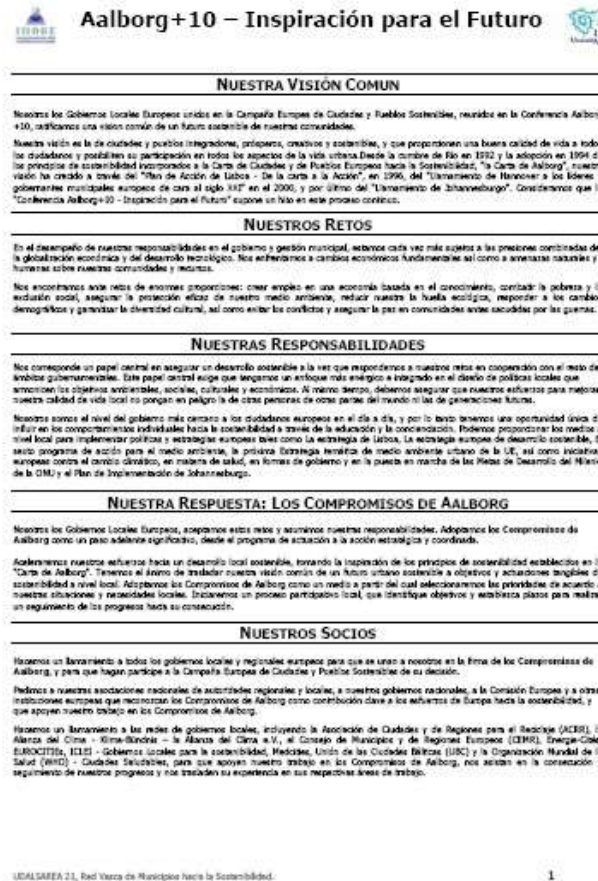 Aalborg+10 – Inspiración para el Futuro
NUESTRA VISIÓN COMUN
Nosotros los Gobiernos Locales Europeos unidos en la Campaña Europea de Ciudades y Pueblos Sostenibles, reunidos en la Conferencia Aalborg
+10, ratificamos una visión común de un futuro sostenible de nuestras comunidades.
Nuestra visión es la de ciudades y pueblos integradores, prósperos, creativos y sostenibles, y que proporcionen una buena calidad de vida a todos
los ciudadanos y posibiliten su participación en todos los aspectos de la vida urbana.Desde la cumbre de Río en 1992 y la adopción en 1994 de
los principios de sostenibilidad incorporados a la Carta de Ciudades y de Pueblos Europeos hacia la Sostenibilidad, "la Carta de Aalborg", nuestra
visión ha crecido a través del "Plan de Acción de Lisboa - De la carta a la Acción", en 1996, del "Llamamiento de Hannover a los líderes
gobernantes municipales europeos de cara al siglo XXI" en el 2000, y por último del "Llamamiento de Johannesburgo". Consideramos que
"Conferencia Aalborg+10 - Inspiración para el Futuro" supone un hito en este proceso continuo.
NUESTROS RETOS
En el desempeño de nuestras responsabilidades en el gobierno y gestión municipal, estamos cada vez más sujetos a las presiones combinadas de
la globalización económica y del desarrollo tecnológico. Nos enfrentamos a cambios económicos fundamentales así como a amenazas naturales y
humanas sobre nuestras comunidades y recursos.
Nos encontramos ante retos de enormes proporciones: crear empleo en una economía basada en el conocimiento, combatir la pobreza y
exclusión social, asegurar la protección eficaz de nuestro medio ambiente, reducir nuestra la huella ecológica, responder a los cambios
demográficos y garantizar la diversidad cultural, así como evitar los conflictos y asegurar la paz en comunidades antes sacudidas por las guerras.
NUESTRAS RESPONSABILIDADES
Nos corresponde un papel central en asegurar un desarrollo sostenible a la vez que respondemos a nuestros retos en cooperación con el resto de
ámbitos gubernamentales. Este papel central exige que tengamos un enfoque más enérgico e integrado en el diseño de políticas locales que
armonicen los objetivos ambientales, sociales, culturales y económicos. Al mismo tiempo, debemos asegurar que nuestros esfuerzos para mejorar
nuestra calidad de vida local no pongan en peligro la de otras personas de otras partes del mundo ni las de generaciones futuras.
Nosotros somos el nivel del gobierno más cercano a los ciudadanos europeos en el día a día, y por lo tanto tenemos una oportunidad única de
influir en los comportamientos individuales hacia la sostenibilidad a través de la educación y la concienciación. Podemos proporcionar los medios
nivel local para implementar políticas y estrategias europeas tales como La estrategia de Lisboa, La estrategia europea de desarrollo sostenible,
sexto programa de acción para el medio ambiente, la próxima Estrategia temática de medio ambiente urbano de la UE, así como iniciativas
europeas contra el cambio climático, en materia de salud, en formas de gobierno y en la puesta en marcha de las Metas de Desarrollo del Milenio
de la ONU y el Plan de Implementación de Johannesburgo.
NUESTRA RESPUESTA: LOS COMPROMISOS DE AALBORG
Nosotros los Gobiernos Locales Europeos, aceptamos estos retos y asumimos nuestras responsabilidades. Adoptamos los Compromisos de
Aalborg como un paso adelante significativo, desde el programa de actuación a la acción estratégica y coordinada.
Aceleraremos nuestros esfuerzos hacia un desarrollo local sostenible, tomando la inspiración de los principios de sostenibilidad establecidos en
"Carta de Aalborg". Tenemos el ánimo de trasladar nuestra visión común de un futuro urbano sostenible a objetivos y actuaciones tangibles de
sostenibilidad a nivel local. Adoptamos los Compromisos de Aalborg como un medio a partir del cual seleccionaremos las prioridades de acuerdo
nuestras situaciones y necesidades locales. Iniciaremos un proceso participativo local, que identifique objetivos y establezca plazos para realizar
un seguimiento de los progresos hacia su consecución.
NUESTROS SOCIOS
Hacemos un llamamiento a todos los gobiernos locales y regionales europeos para que se unan a nosotros en la firma de los Compromisos de
Aalborg, y para que hagan partícipe a la Campaña Europea de Ciudades y Pueblos Sostenibles de su decisión.
Pedimos a nuestras asociaciones nacionales de autoridades regionales y locales, a nuestros gobiernos nacionales, a la Comisión Europea y a otras
instituciones europeas que reconozcan los Compromisos de Aalborg como contribución clave a los esfuerzos de Europa hacia la sostenibilidad, y
que apoyen nuestro trabajo en los Compromisos de Aalborg.
Hacemos un llamamiento a las redes de gobiernos locales, incluyendo la Asociación de Ciudades y de Regiones para el Reciclaje (ACRR),
Alianza del Clima - Klima-Bündnis – la Alianza del Clima e.V., el Consejo de Municipios y de Regiones Europeos (CEMR), Energie-Cités,
EUROCITIES, ICLEI - Gobiernos Locales para la sostenibilidad, Medcities, Unión de las Ciudades Bálticas (UBC) y la Organización Mundial de
Salud (WHO) - Ciudades Saludables, para que apoyen nuestro trabajo en los Compromisos de Aalborg, nos asistan en la consecución
seguimiento de nuestros progresos y nos trasladen su experiencia en sus respectivas áreas de trabajo.
UDALSAREA 21, Red Vasca de Municipios hacia la Sostenibilidad.
1